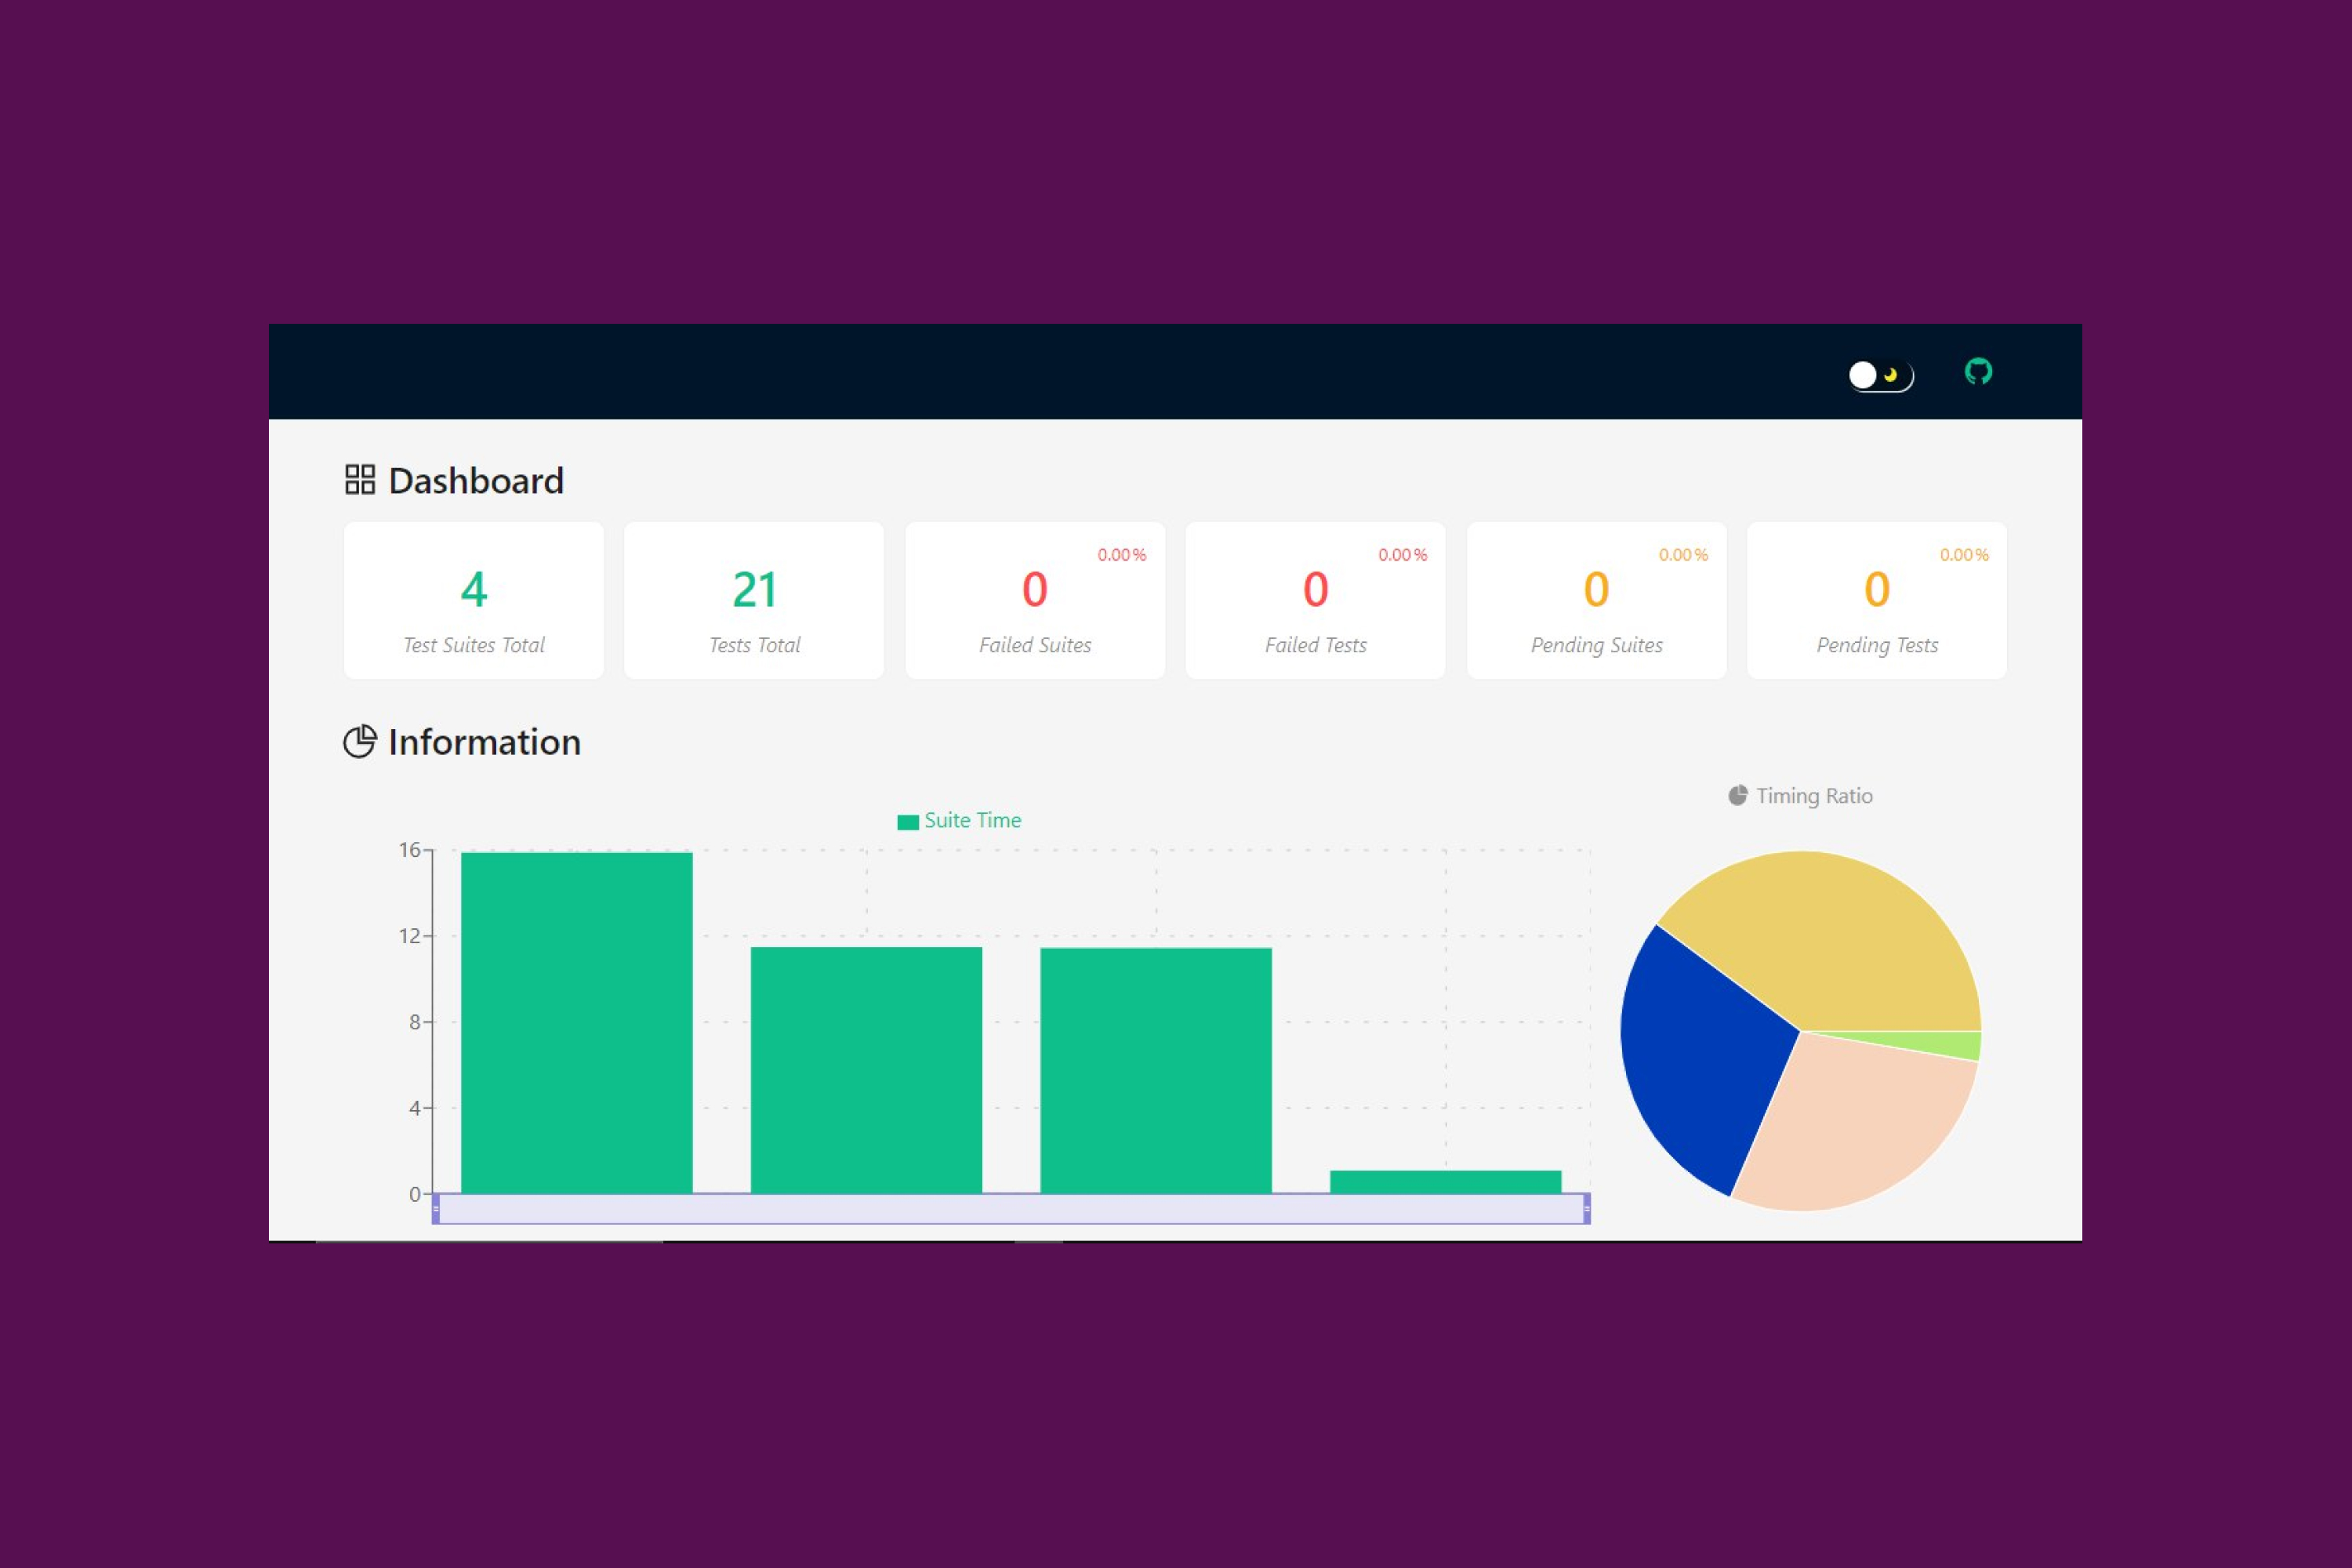 Dashboard
0.00%
0.00%
0.00%
0.00%
4
21
0
0
0
0
Test Suites Total
Tests Total
Failed Suites
Failed Tests
Pending Suites
Pending Tests
Information
Timing Ratio
Suite Time
16
12
8
4
0